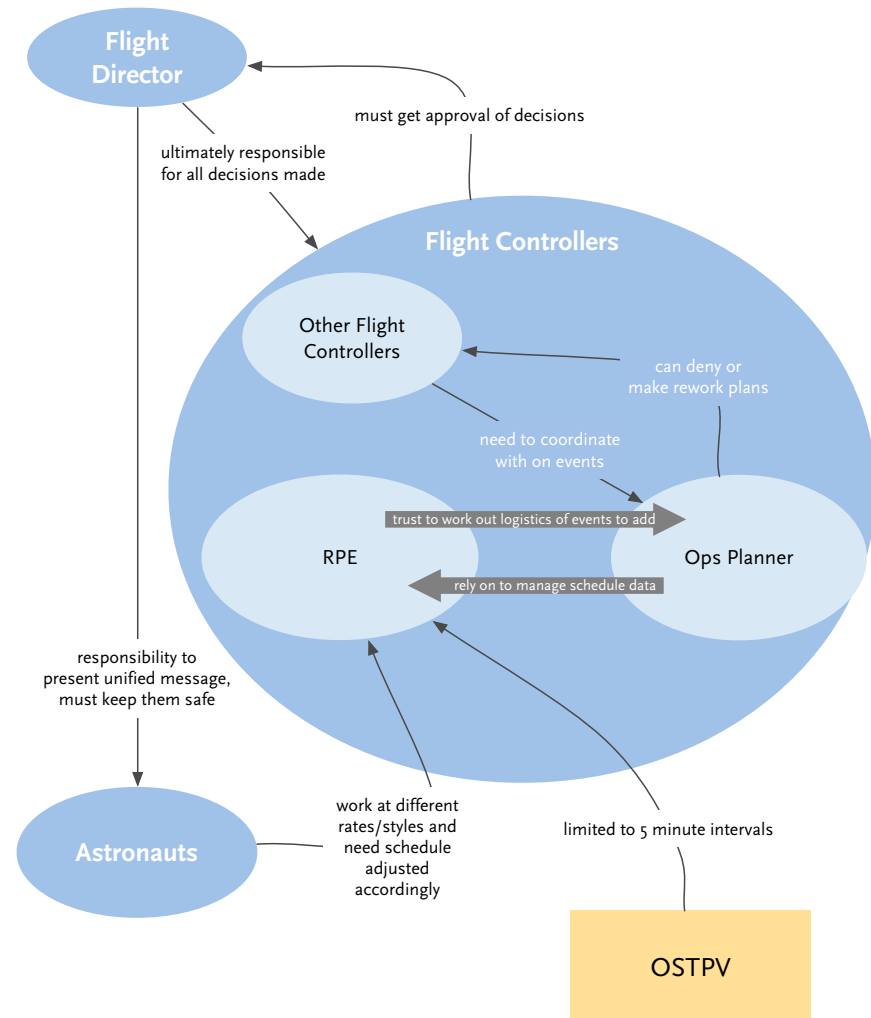 Flight
Director
must get approval of decisions
ultimately responsible
for all decisions made
Flight Controllers
Other Flight
Controllers
can deny or
make rework plans
need to coordinate
with on events
trust to work out logistics of events to add
RPE
Ops Planner
rely on to manage schedule data
responsibility to
present unified message,
must keep them safe
work at different
rates/styles and
need schedule
adjusted
accordingly
limited to 5 minute intervals
Astronauts
OSTPV